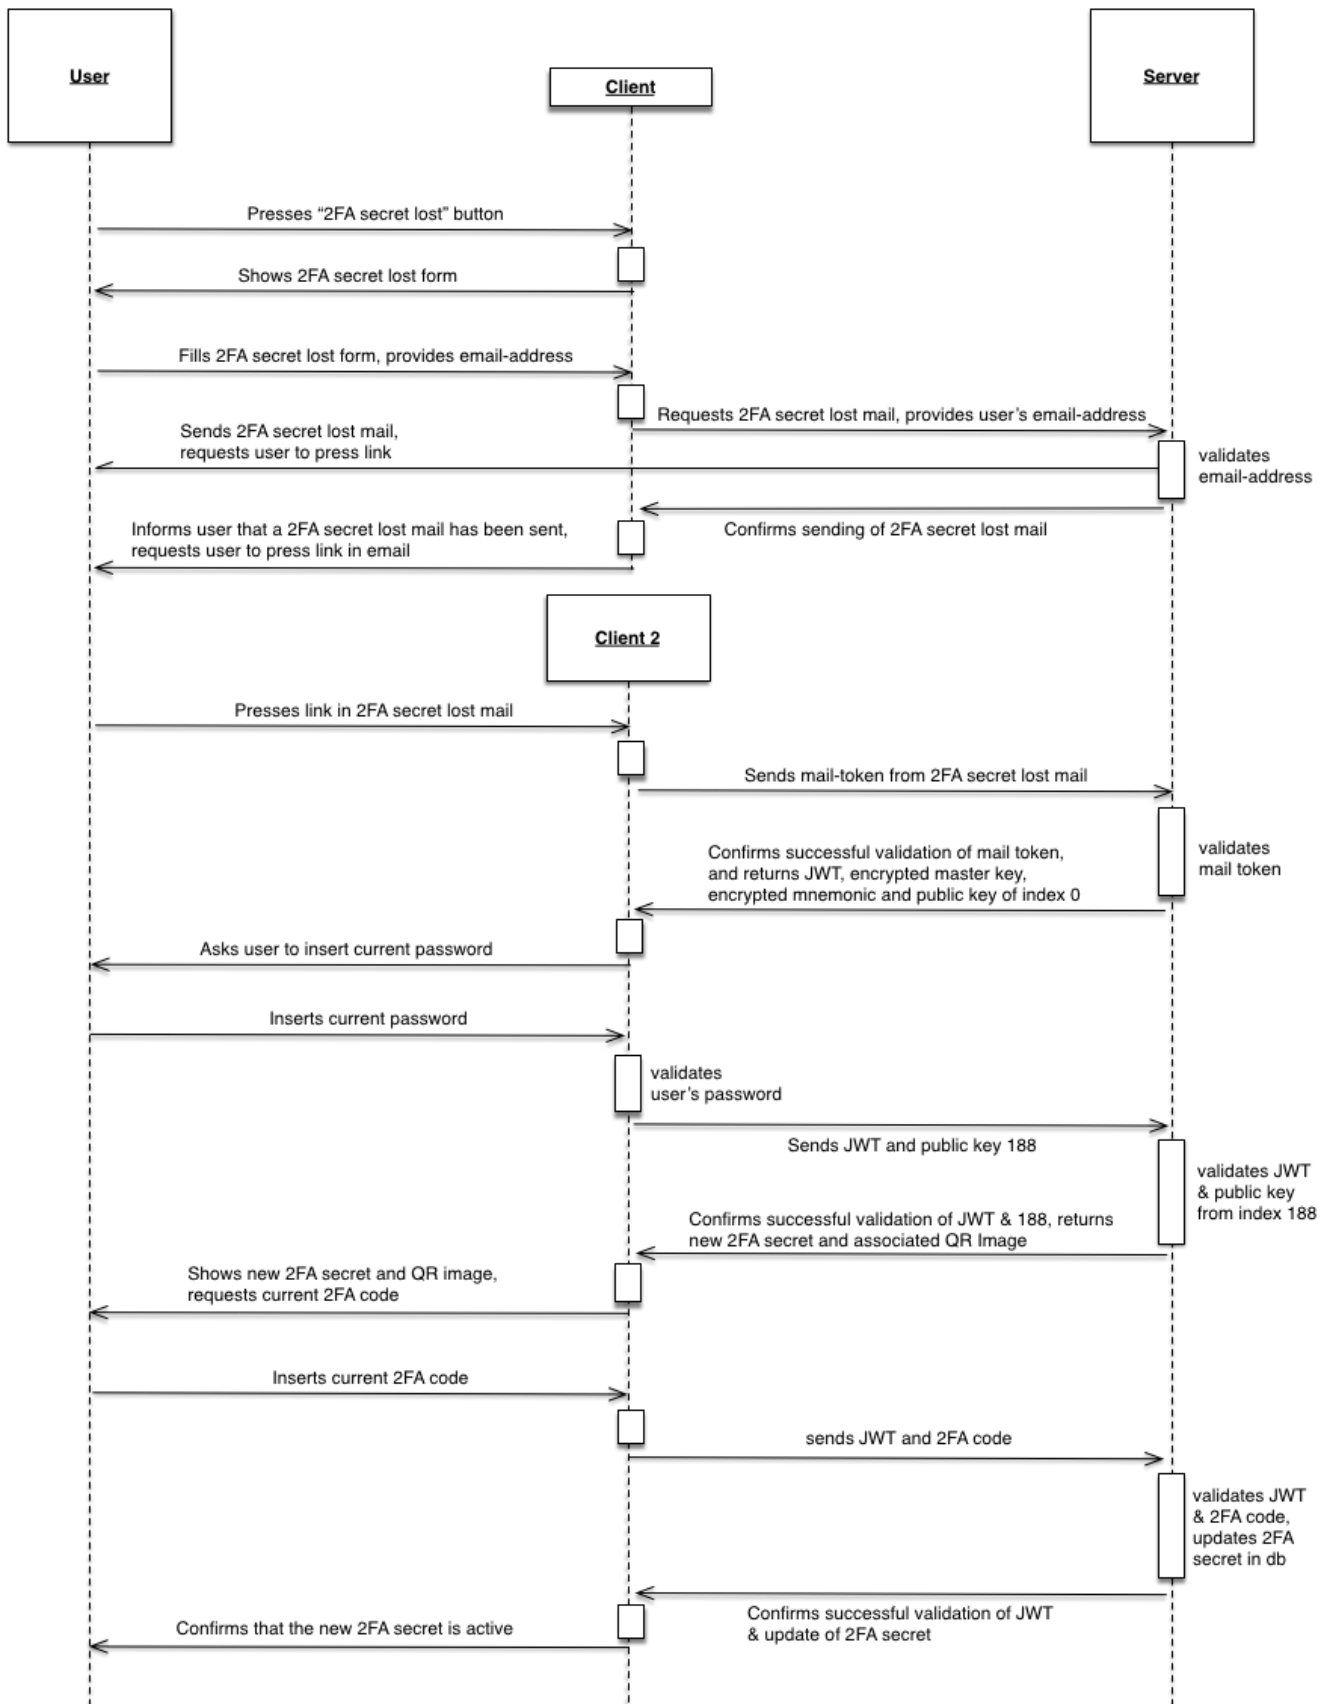 User
Client
Server
Presses “2FA secret lost” button
Shows 2FA secret lost form
Fills 2FA secret lost form, provides email-address
Requests 2FA secret lost mail, provides user’s email-address
Sends 2FA secret lost mail,
requests user to press link
validates
email-address
Informs user that a 2FA secret lost mail has been sent,
requests user to press link in email
Confirms sending of 2FA secret lost mail
Client 2
Presses link in 2FA secret lost mail
Sends mail-token from 2FA secret lost mail
validates
mail token
Confirms successful validation of mail token,
and returns JWT, encrypted master key,
encrypted mnemonic and public key of index 0
Asks user to insert current password
Inserts current password
validates
user’s password
Sends JWT and public key 188
validates JWT
& public key
from index 188
Confirms successful validation of JWT & 188, returns
new 2FA secret and associated QR Image
Shows new 2FA secret and QR image,
requests current 2FA code
Inserts current 2FA code
sends JWT and 2FA code
validates JWT
& 2FA code,
updates 2FA
secret in db
Confirms successful validation of JWT
& update of 2FA secret
Confirms that the new 2FA secret is active